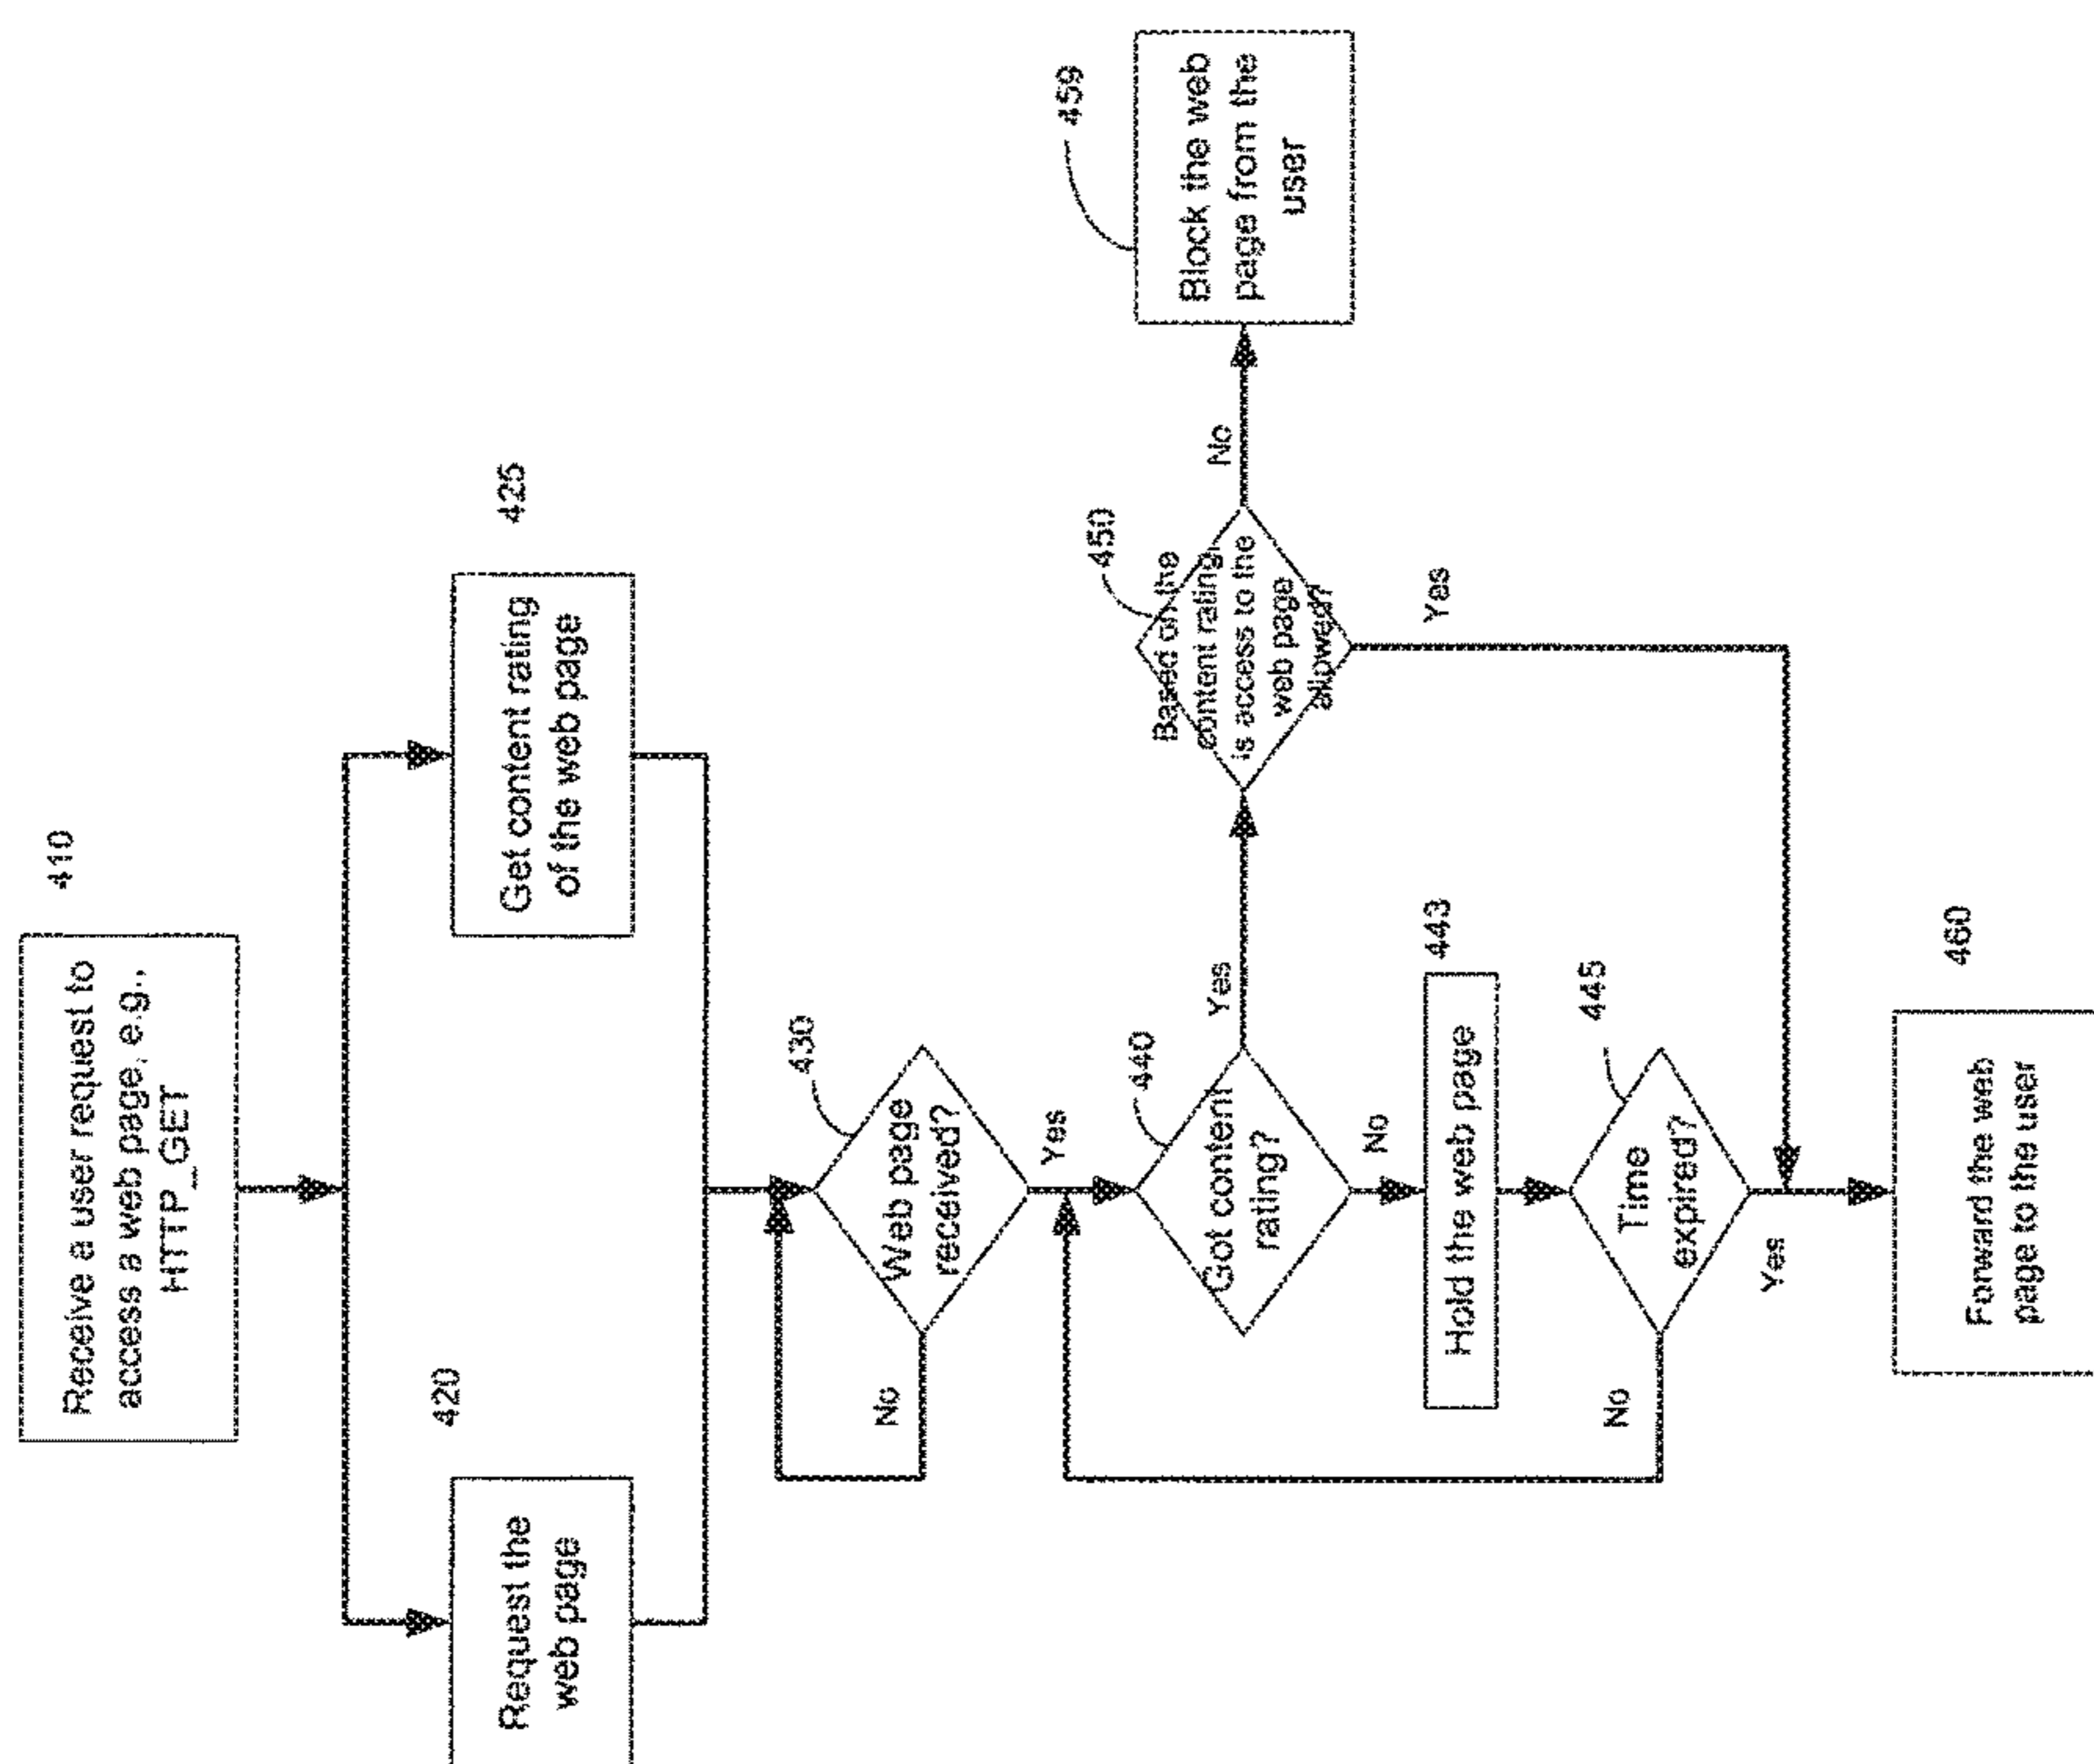 410
Receive a user request to
access a web page, e.g.,
HTTP_GET
420
Request the
web page
425
Get content rating
of the web page
430
Web page
received?
No
Yes
440
Got content
rating?
Yes
No
450
Based on the
content rating,
is access to the
web page
allowed?
No
Yes
459
Block the web
page from the
user
443
Hold the web page
445
Time
expired?
No
Yes
460
Forward the web
page to the user